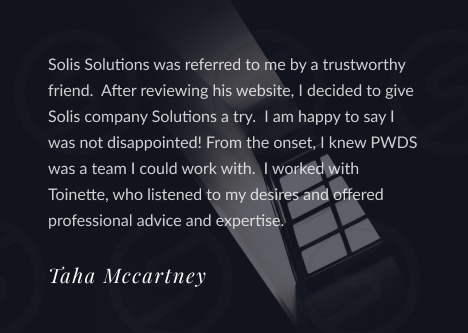 Solis Solutions was referred to me by a trustworthy
friend.  After reviewing his website, I decided to give
Solis company Solutions a try.  I am happy to say I
was not disappointed! From the onset, I knew PWDS
was a team I could work with.  I worked with
Toinette, who listened to my desires and offered
professional advice and expertise.
Taha Mccartney